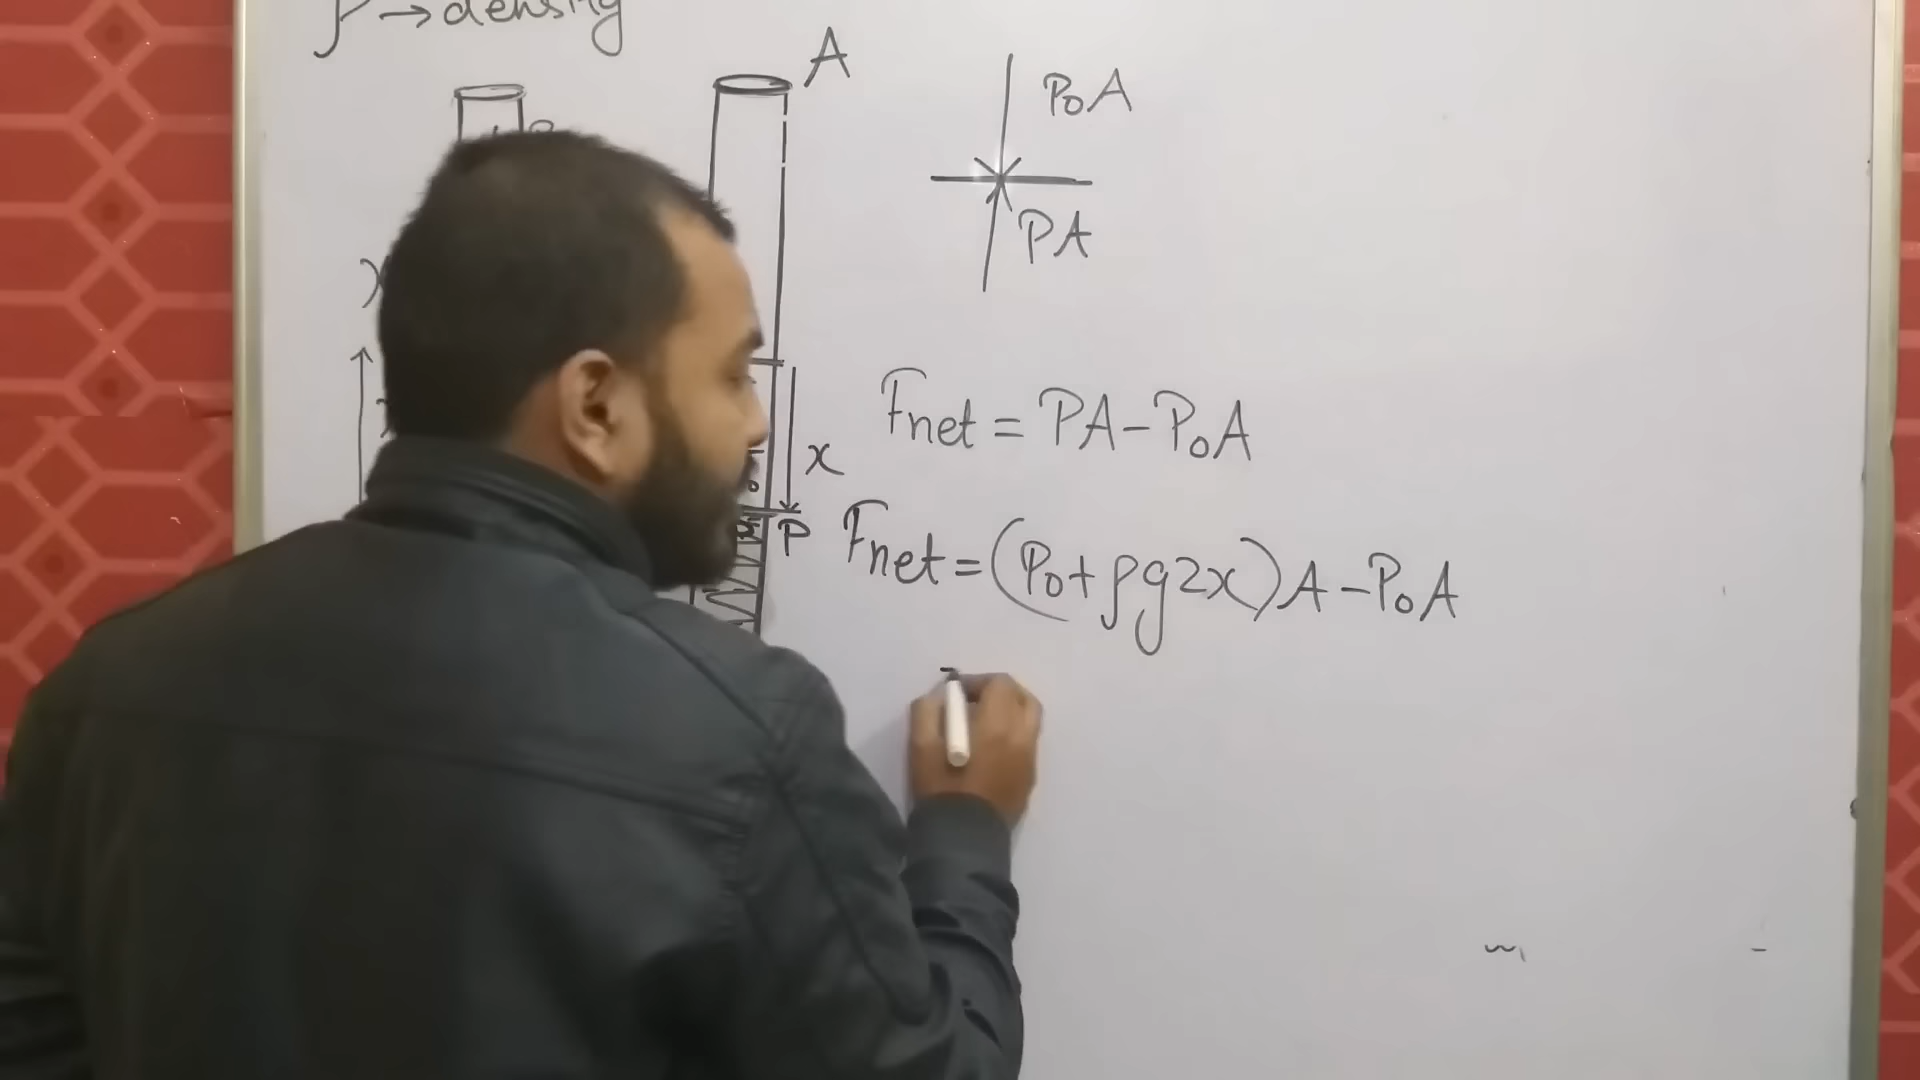 ρ → density
A
P₀A
PA
x
P
Fnet = PA - P₀A
Fnet = (P₀ + ρg2x)A - P₀A